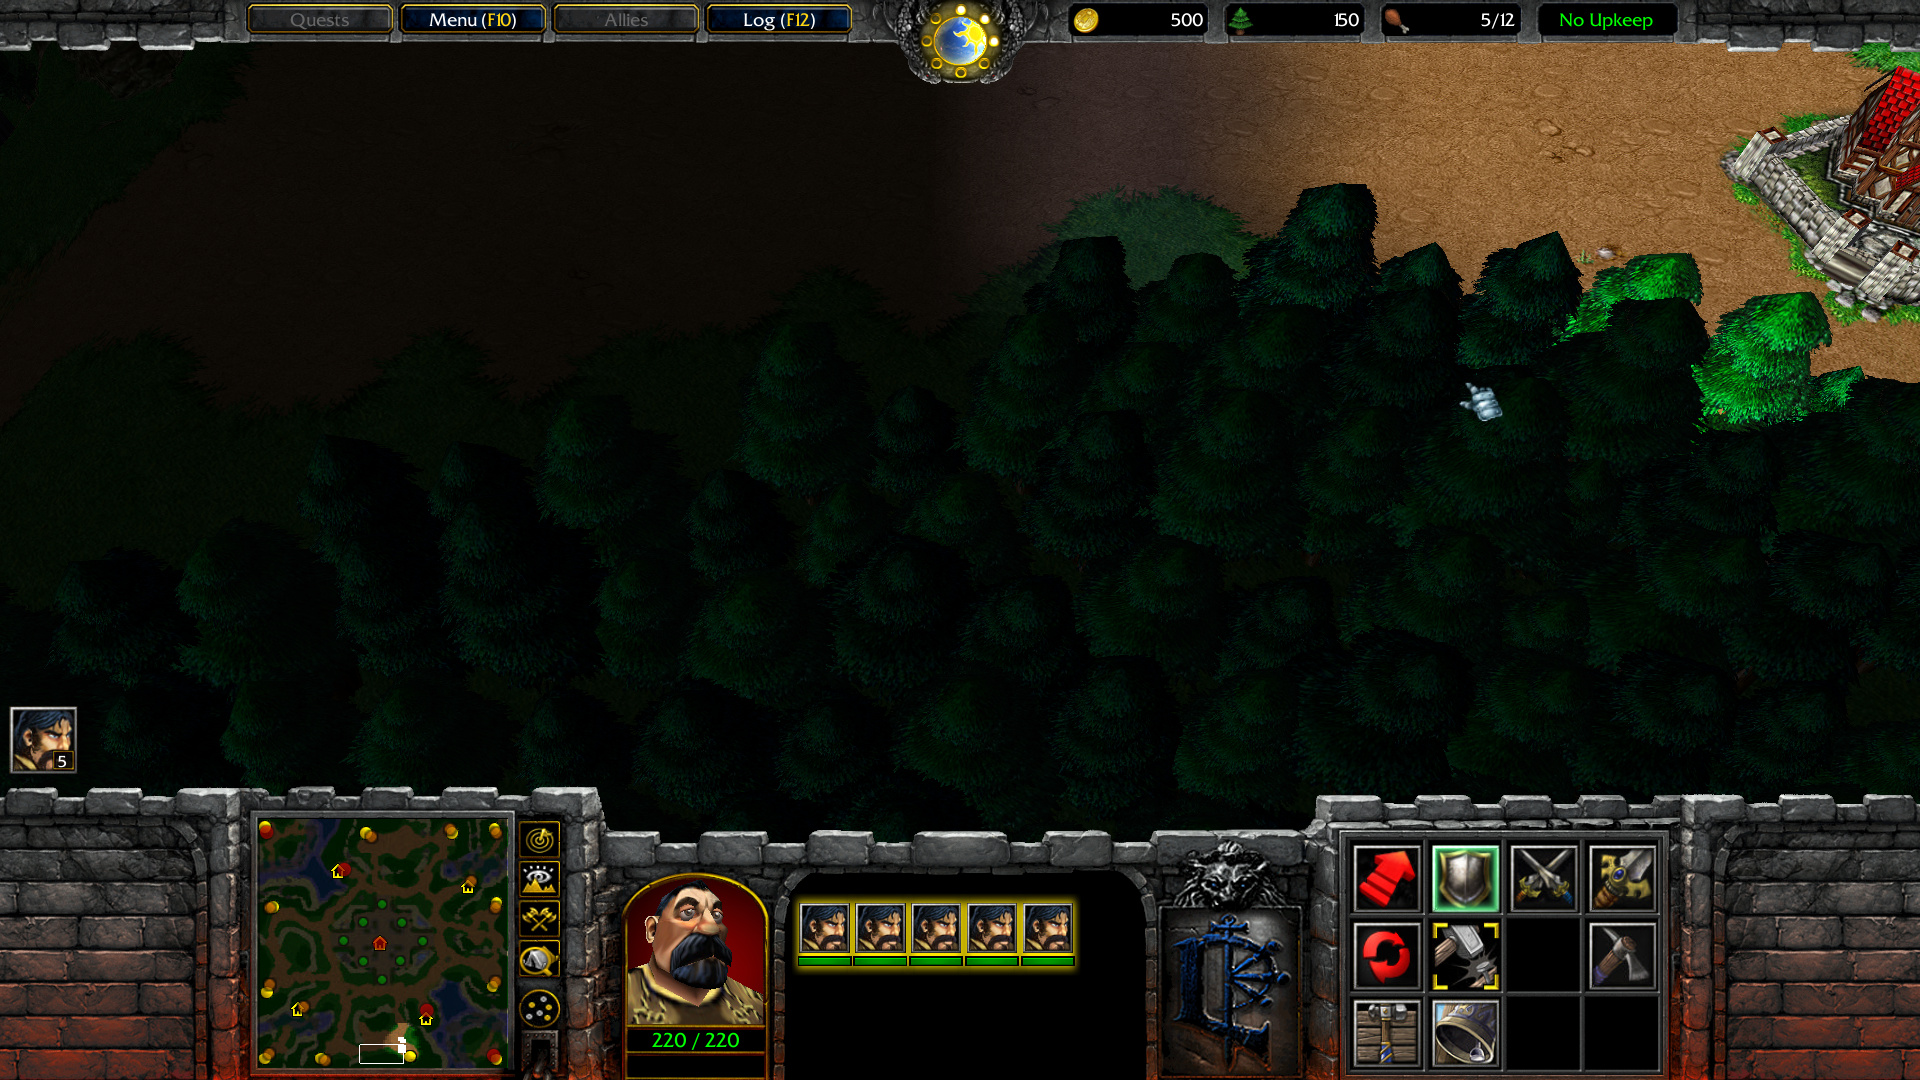 Quests
Menu (F10)
Allies
Log (F12)
500
150
5/12
No Upkeep
5
220 / 220